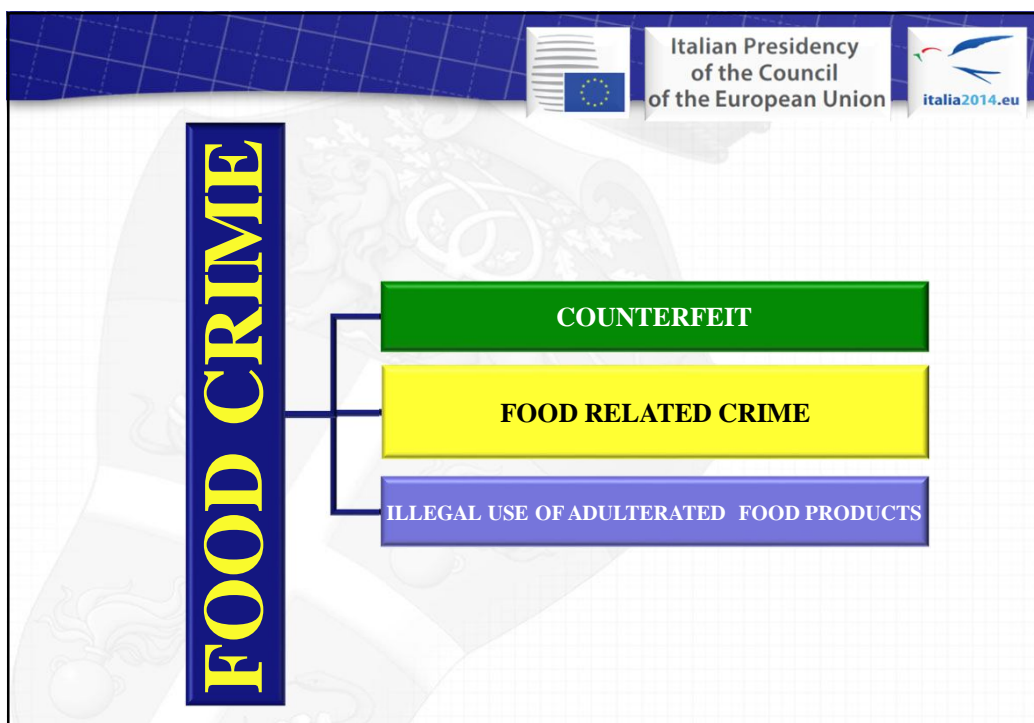 Italian Presidency
of the Council
of the European Union
italia2014.eu
FOOD CRIME
COUNTERFEIT
FOOD RELATED CRIME
ILLEGAL USE OF ADULTERATED FOOD PRODUCTS